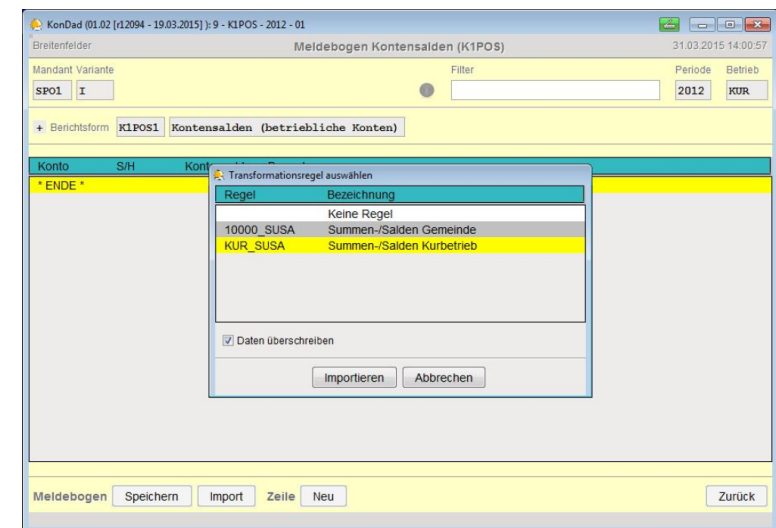 KonDad (01.02 [r12094 - 19.03.2015] ): 9 - K1POS - 2012 - 01
Breitenfelder Meldebogen Kontensalden (K1POS) 31.03.2015 14:00:57
Mandant Variante Filter Periode Betrieb
SPO1 I 2012 KUR
+ Berichtsform K1POS1 Kontensalden (betriebliche Konten)
Konto S/H
* ENDE *
Transformationsregel auswählen
Regel Bezeichnung
Keine Regel
10000_SUSA Summen-/Salden Gemeinde
KUR_SUSA Summen-/Salden Kurbetrieb
Daten überschreiben
Importieren Abbrechen
Meldebogen Speichern Import Zeile Neu Zurück